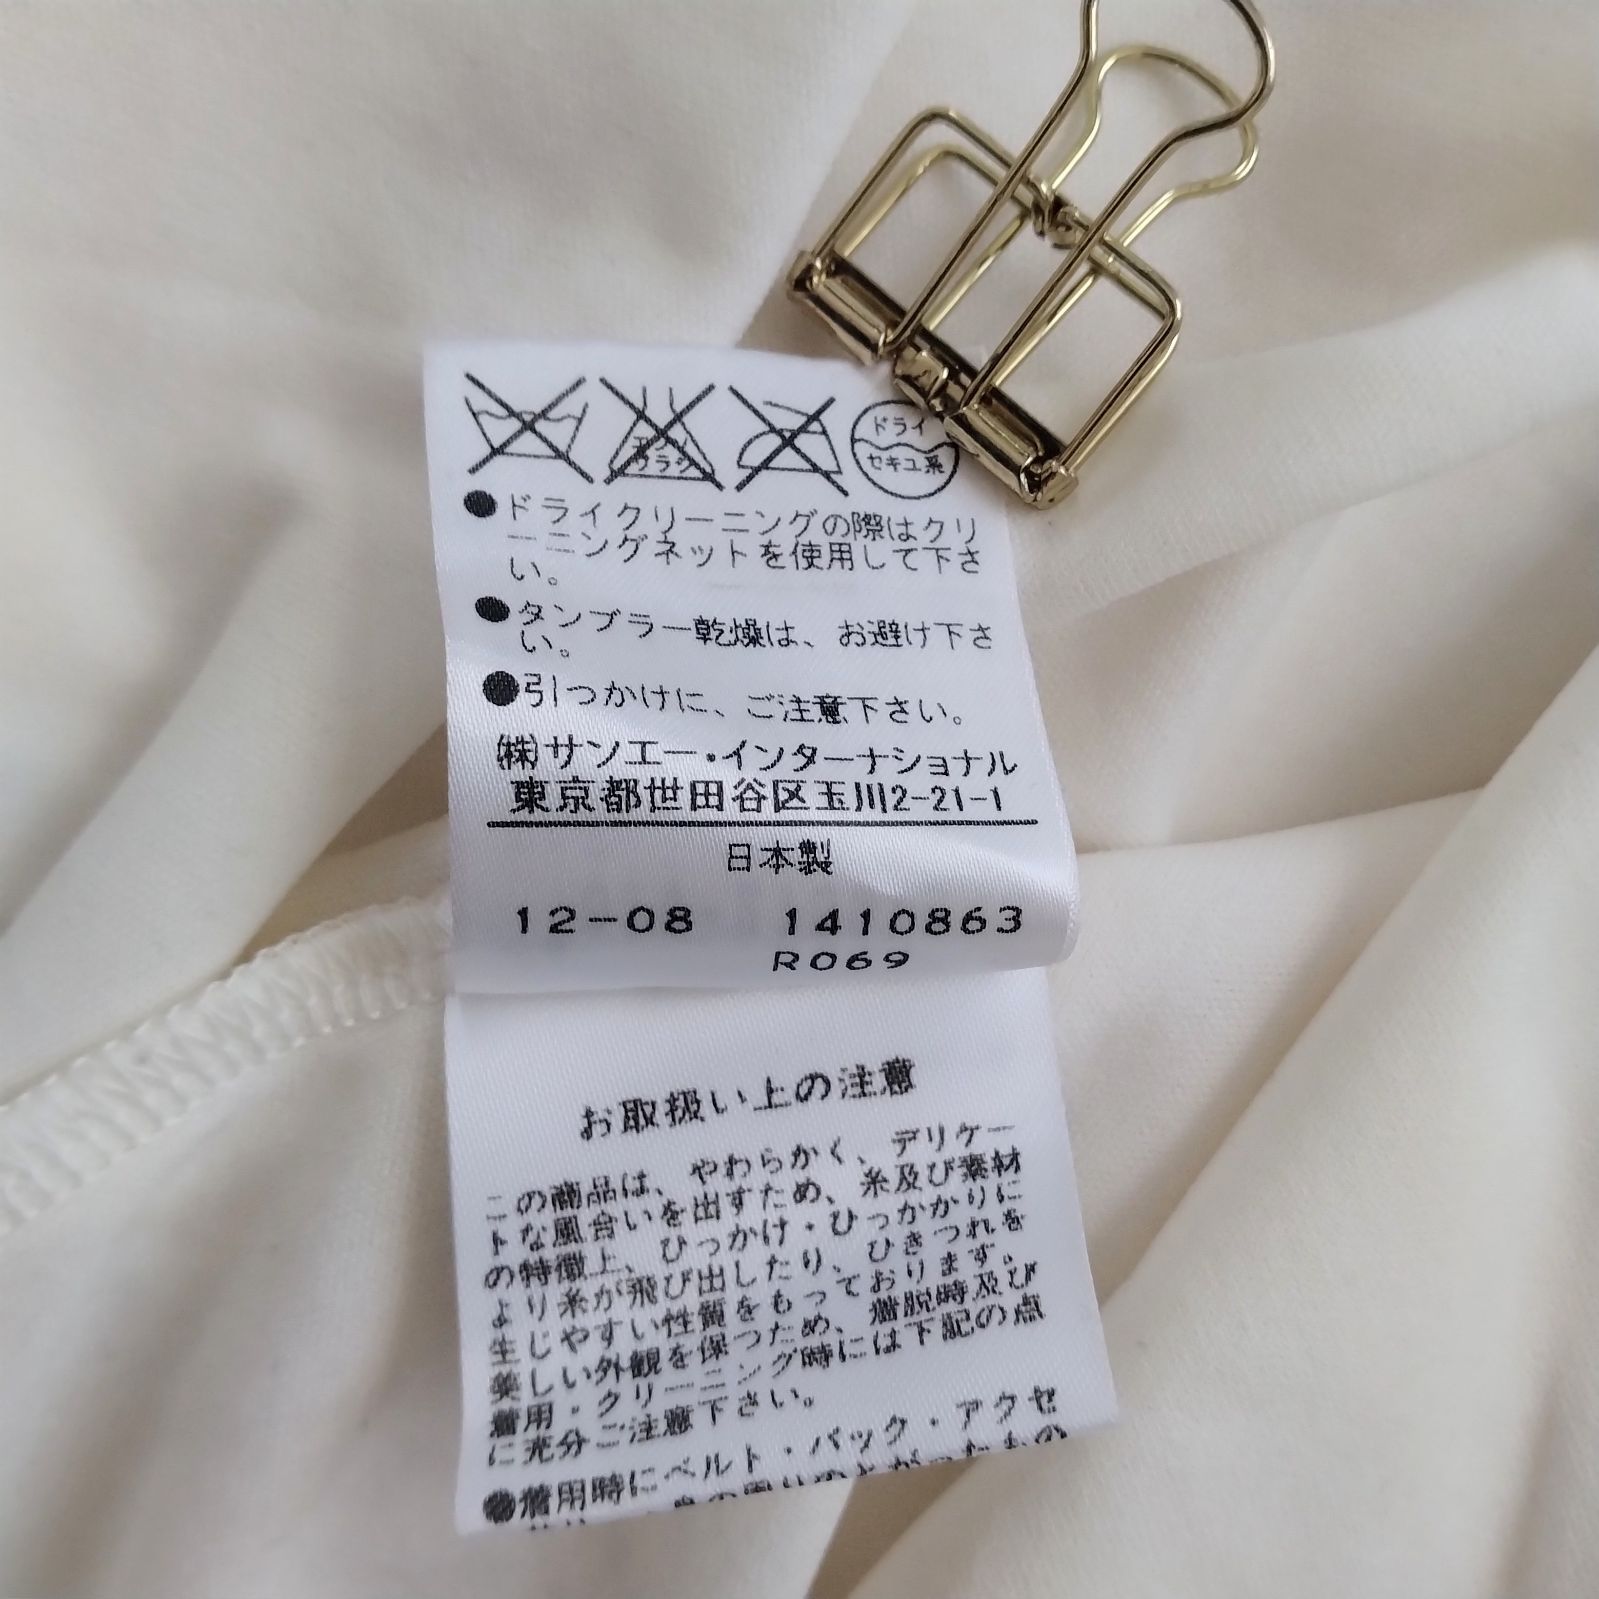 エンソ
サラシ
ドライ
セキユ系
●ドライクリーニングの際はクリ
ーニングネットを使用して下さ
い。
●タンブラー乾燥は、お避け下さ
い。
●引つかけに、ご注意下さい。
(株)サンエー・インターナショナル
東京都世田谷区玉川2-21-1
日本製
12-08 1410863
R069
お取扱い上の注意
この商品は、やわらかく、デリケー
トな風合いを出すため、糸及び素材
の特徴上、ひっかけ・ひっかかりに
より糸が飛び出したり、ひきつれを
生じやすい性質をもっております。
美しい外観を保つため、着脱時及び
着用・クリーニング時には下記の点
に充分ご注意下さい。
●着用時にベルト・バック・アクセ